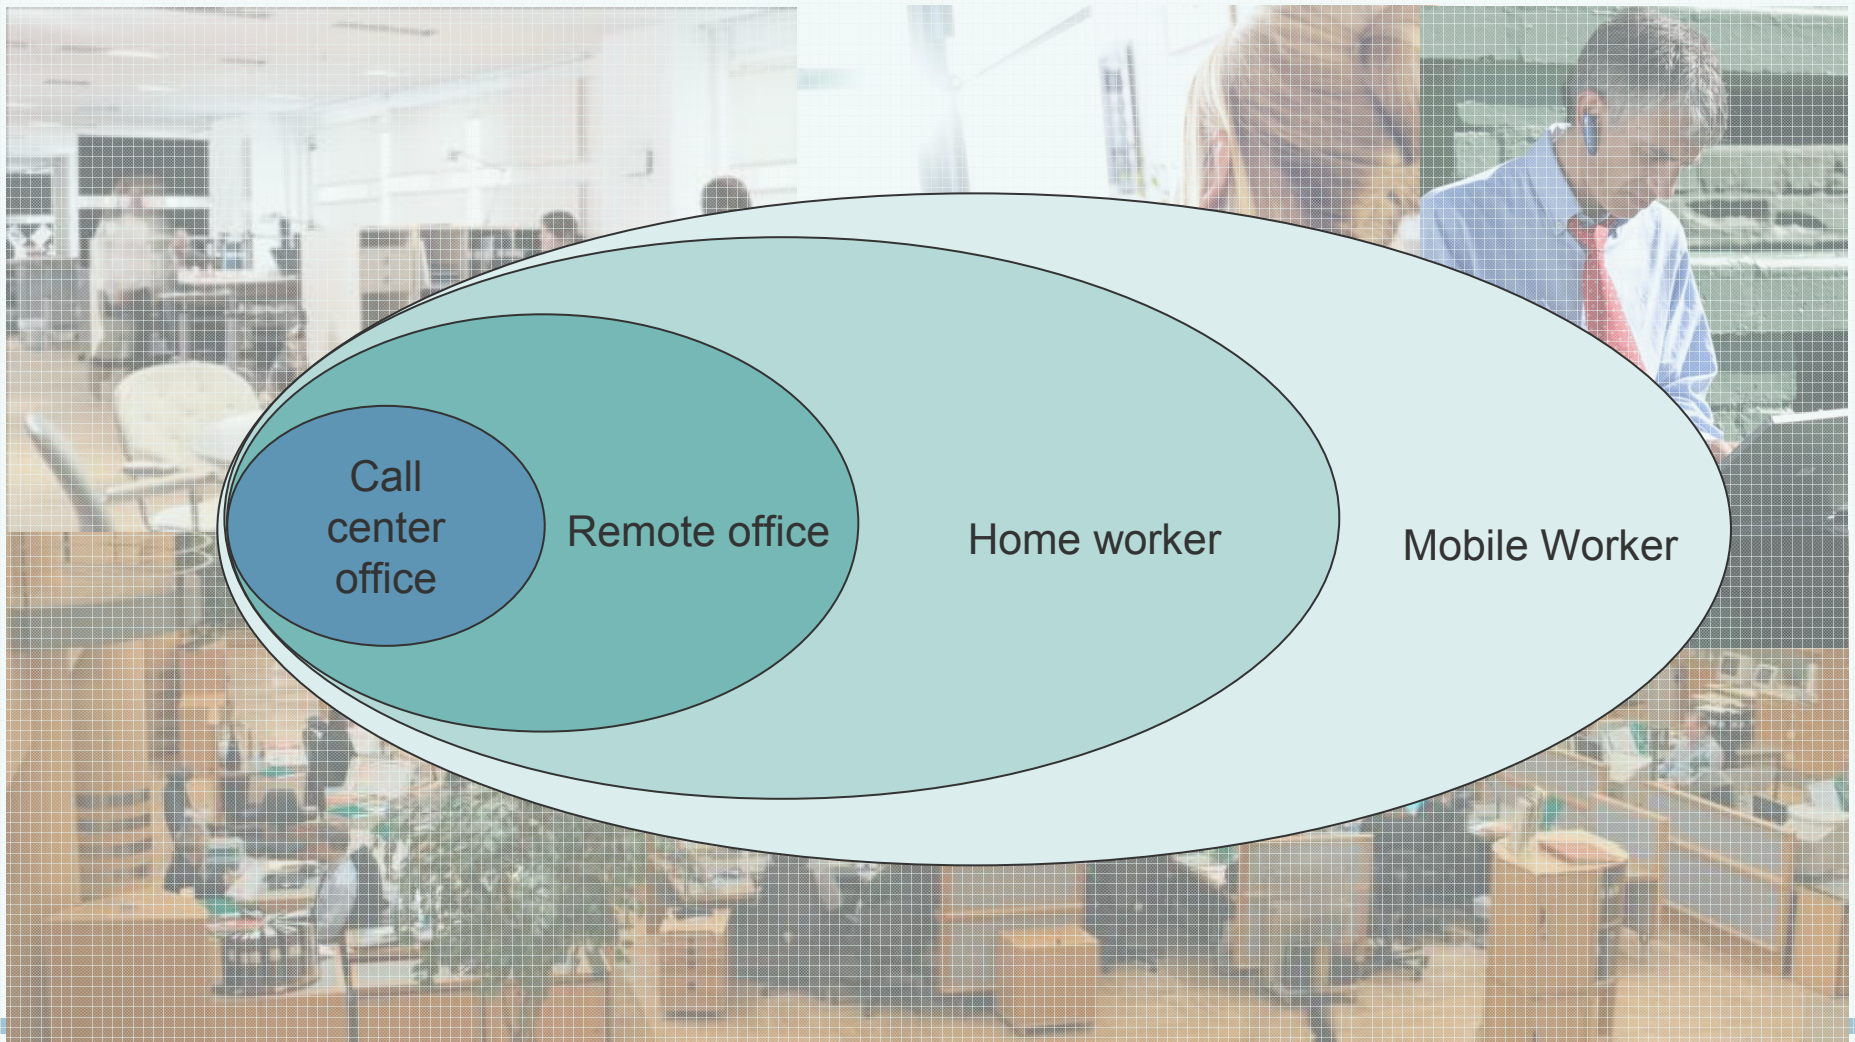 Call
center
office
Remote office
Home worker
Mobile Worker